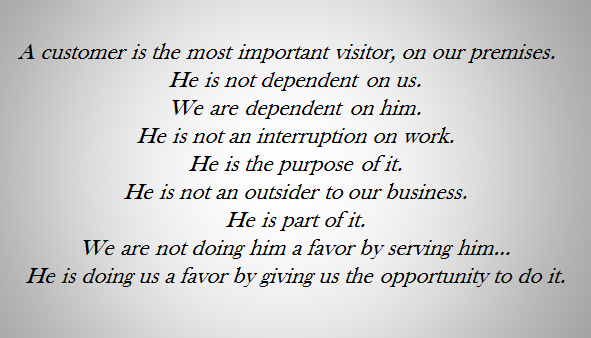 A customer is the most important visitor, on our premises.
He is not dependent on us.
We are dependent on him.
He is not an interruption on work.
He is the purpose of it.
He is not an outsider to our business.
He is part of it.
We are not doing him a favor by serving him...
He is doing us a favor by giving us the opportunity to do it.